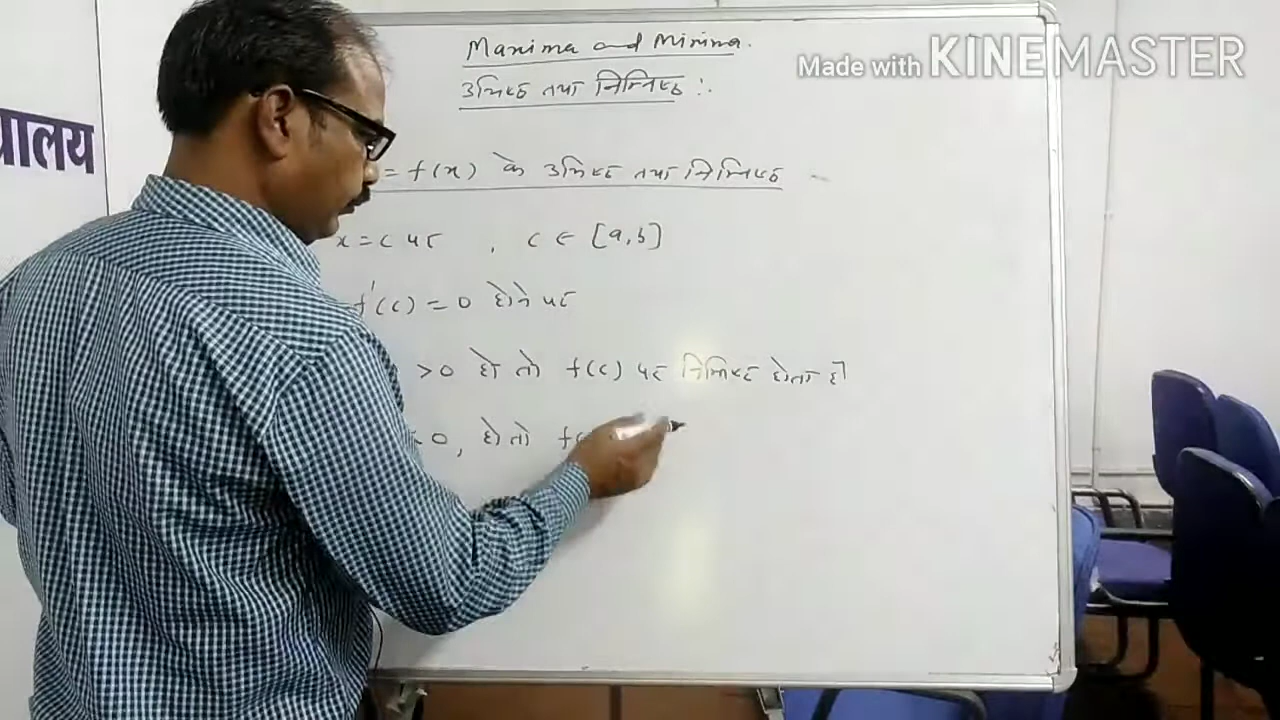 Made with KINEMASTER
Maxima and Minima.
उच्चिष्ठ तथा निम्निष्ठ :.
यालय
= f(x) के उच्चिष्ठ तथा निम्निष्ठ -
x = c पर , c ∈ [a,b]
f'(c) = 0 होने पर
>0 हो तो f(c) पर निम्निष्ठ होता है
< 0, हो तो